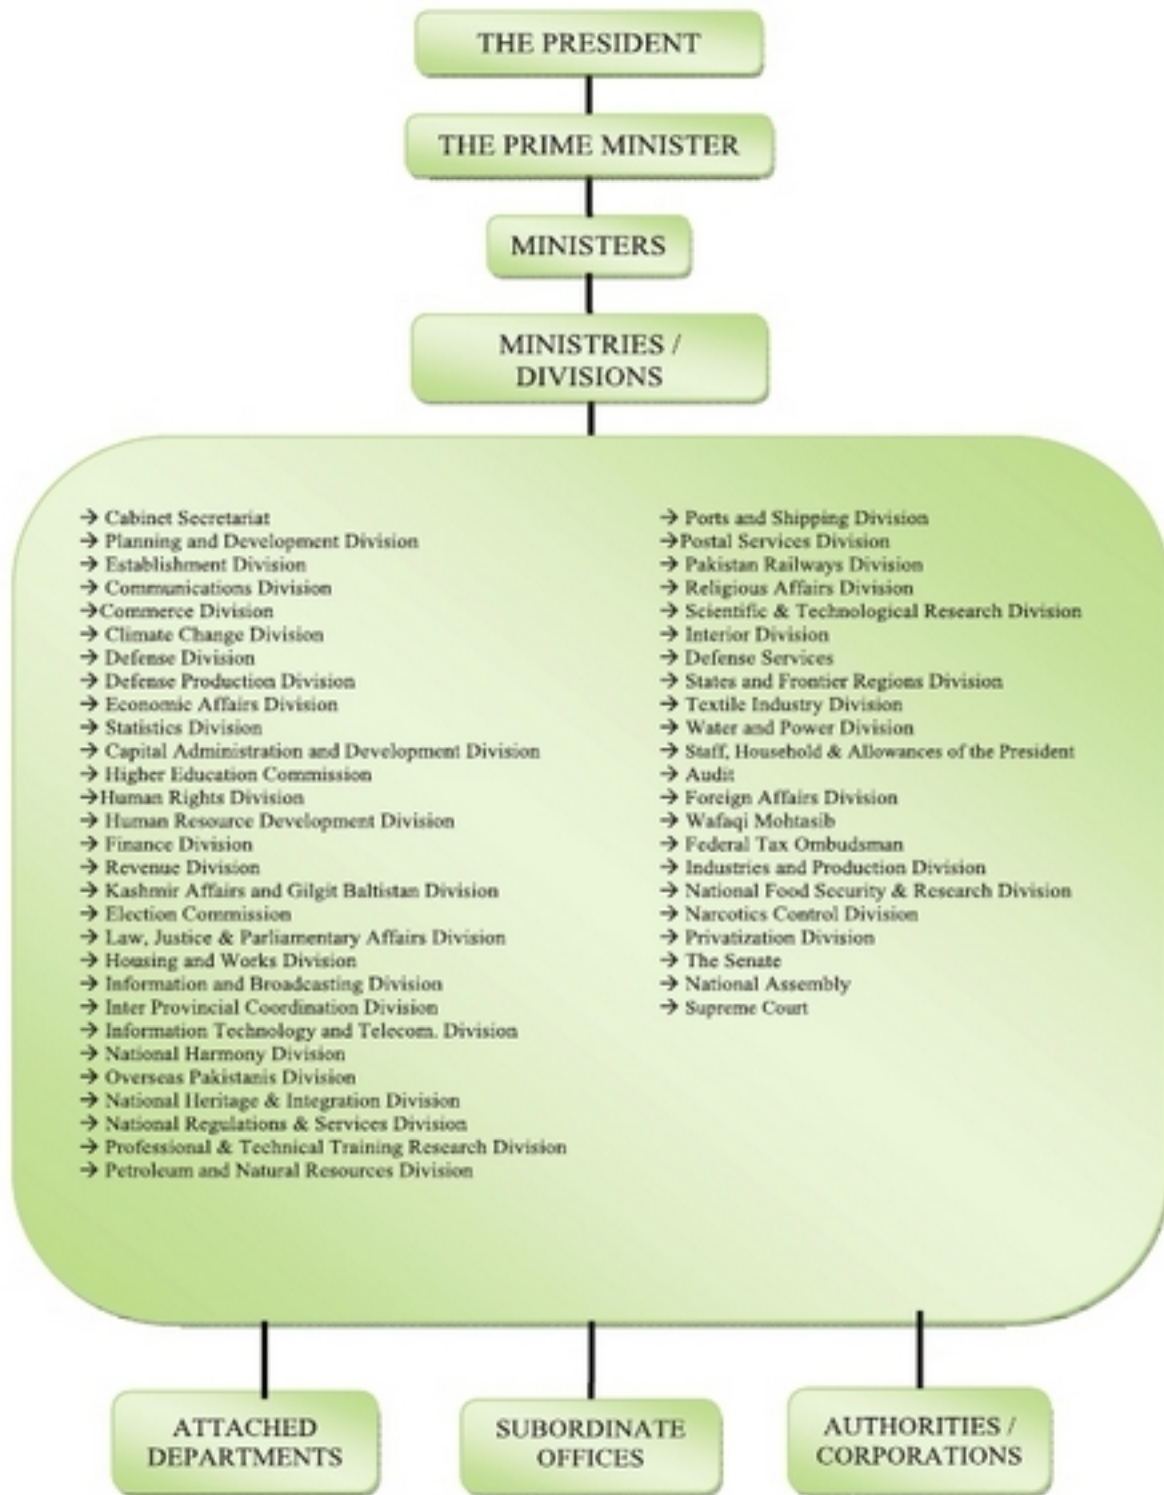 THE PRESIDENT
THE PRIME MINISTER
MINISTERS
MINISTRIES /
DIVISIONS
→ Cabinet Secretariat
→ Planning and Development Division
→ Establishment Division
→ Communications Division
→Commerce Division
→ Climate Change Division
→ Defense Division
→ Defense Production Division
→ Economic Affairs Division
→ Statistics Division
→ Capital Administration and Development Division
→ Higher Education Commission
→Human Rights Division
→ Human Resource Development Division
→ Finance Division
→ Revenue Division
→ Kashmir Affairs and Gilgit Baltistan Division
→ Election Commission
→ Law, Justice & Parliamentary Affairs Division
→ Housing and Works Division
→ Information and Broadcasting Division
→ Inter Provincial Coordination Division
→ Information Technology and Telecom. Division
→ National Harmony Division
→ Overseas Pakistanis Division
→ National Heritage & Integration Division
→ National Regulations & Services Division
→ Professional & Technical Training Research Division
→ Petroleum and Natural Resources Division
→ Ports and Shipping Division
→Postal Services Division
→ Pakistan Railways Division
→ Religious Affairs Division
→ Scientific & Technological Research Division
→ Interior Division
→ Defense Services
→ States and Frontier Regions Division
→ Textile Industry Division
→ Water and Power Division
→ Staff, Household & Allowances of the President
→ Audit
→ Foreign Affairs Division
→ Wafaqi Mohtasib
→ Federal Tax Ombudsman
→ Industries and Production Division
→ National Food Security & Research Division
→ Narcotics Control Division
→ Privatization Division
→ The Senate
→ National Assembly
→ Supreme Court
ATTACHED
DEPARTMENTS
SUBORDINATE
OFFICES
AUTHORITIES /
CORPORATIONS